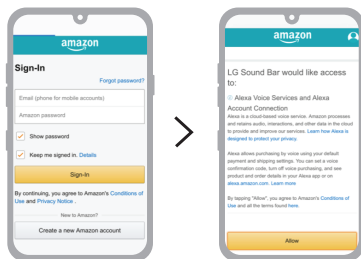 amazon
Sign-In
Forgot password?
Email (phone for mobile accounts)
Amazon password
Show password
Keep me signed in. Details
Sign-In
By continuing, you agree to Amazon's Conditions of
Use and Privacy Notice .
New to Amazon?
Create a new Amazon account
amazon
LG Sound Bar would like access
to:
Alexa Voice Services and Alexa
Account Connection
Alexa is a cloud-based voice service. Amazon processes
and retains audio, interactions, and other data in the cloud
to provide and improve our services. Learn how Alexa is
designed to protect your privacy.
Alexa allows purchasing by voice using your default
payment and shipping settings. You can set a voice
confirmation code, turn off voice purchasing, and see
product and order details in your Alexa app or on
alexa.amazon.com. Learn more
By tapping "Allow", you agree to Amazon's Conditions of
Use and all the terms found here.
Allow